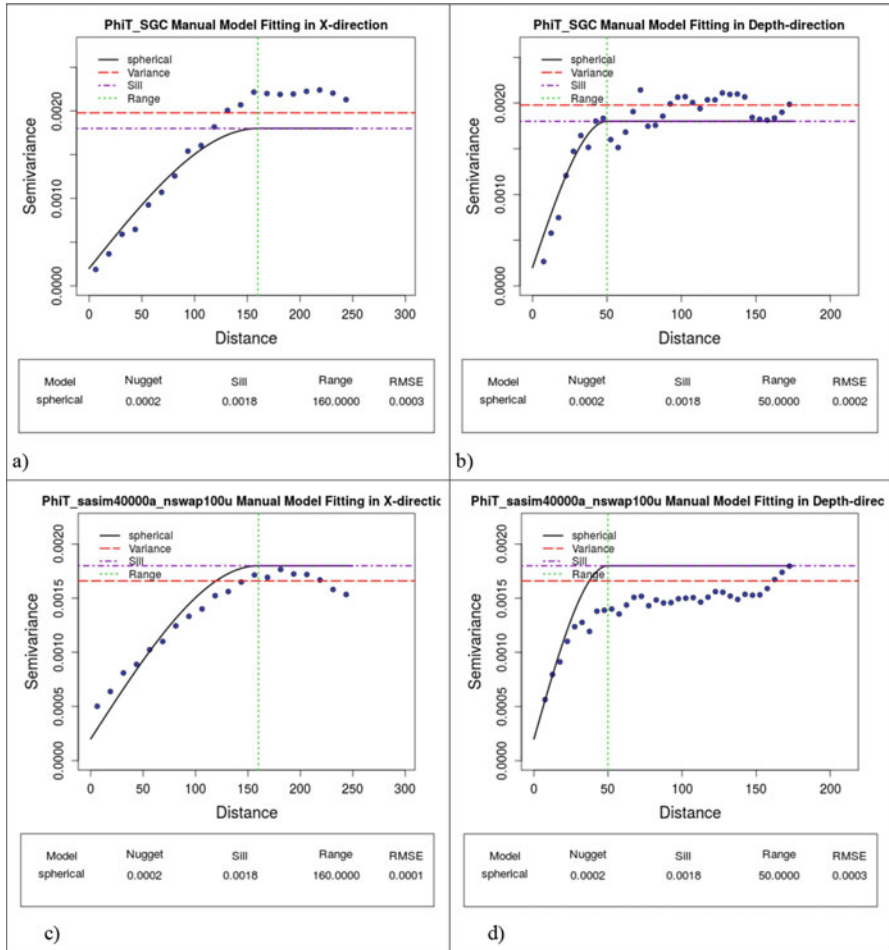 PhiT_SGC Manual Model Fitting in X-direction
spherical
Variance
Sill
Range
Semivariance
0.0000 0.0010 0.0020
0 50 100 150 200 250 300
Distance
Model Nugget Sill Range RMSE
spherical 0.0002 0.0018 160.0000 0.0003
a)
PhiT_SGC Manual Model Fitting in Depth-direction
spherical
Variance
Sill
Range
Semivariance
0.0000 0.0010 0.0020
0 50 100 150 200
Distance
Model Nugget Sill Range RMSE
spherical 0.0002 0.0018 50.0000 0.0002
b)
PhiT_sasim40000a_nswap100u Manual Model Fitting in X-directic
spherical
Variance
Sill
Range
Semivariance
0.0000 0.0005 0.0010 0.0015 0.0020
0 50 100 150 200 250 300
Distance
Model Nugget Sill Range RMSE
spherical 0.0002 0.0018 160.0000 0.0001
c)
PhiT_sasim40000a_nswap100u Manual Model Fitting in Depth-direc
spherical
Variance
Sill
Range
Semivariance
0.0000 0.0005 0.0010 0.0015 0.0020
0 50 100 150 200
Distance
Model Nugget Sill Range RMSE
spherical 0.0002 0.0018 50.0000 0.0003
d)